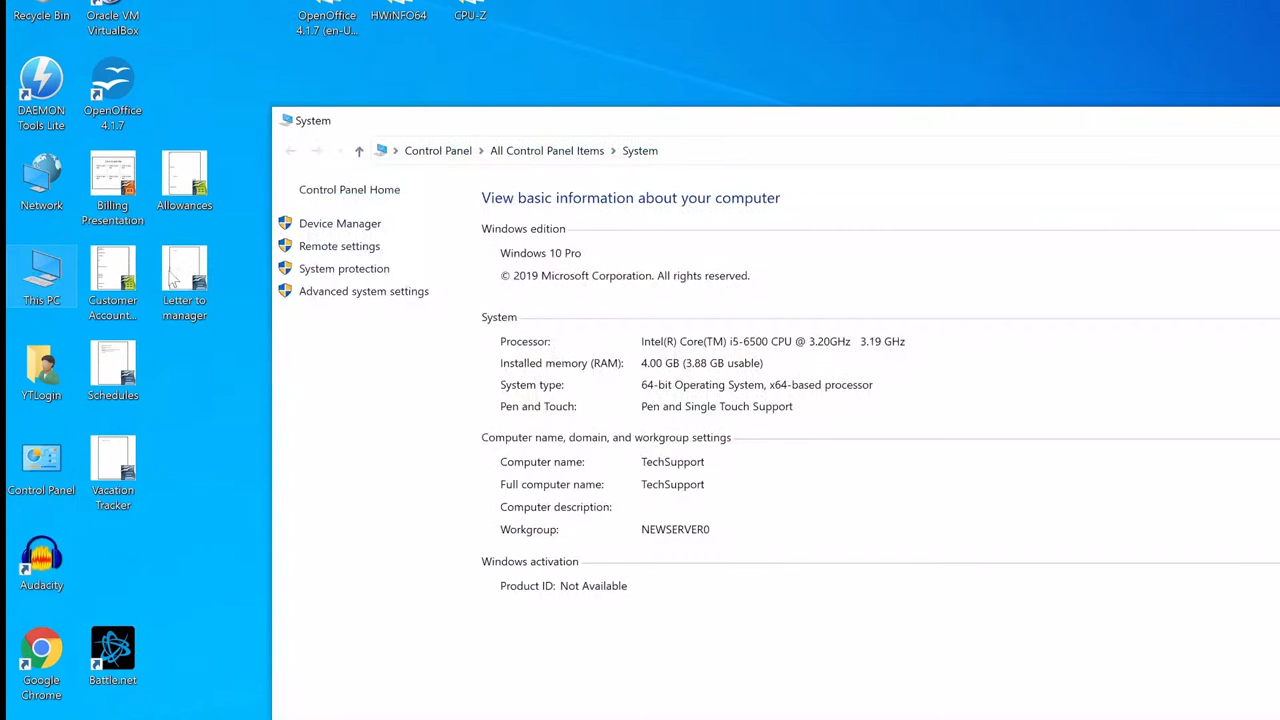 Recycle Bin
Oracle VM
VirtualBox
OpenOffice
4.1.7 (en-U...
HWiNFO64
CPU-Z
DAEMON
Tools Lite
OpenOffice
4.1.7
Network
Billing
Presentation
Allowances
This PC
Customer
Account...
Letter to
manager
YTLogin
Schedules
Control Panel
Vacation
Tracker
Audacity
Google
Chrome
Battle.net
System
Control Panel > All Control Panel Items > System
Control Panel Home
Device Manager
Remote settings
System protection
Advanced system settings
View basic information about your computer
Windows edition
Windows 10 Pro
© 2019 Microsoft Corporation. All rights reserved.
System
Processor: Intel(R) Core(TM) i5-6500 CPU @ 3.20GHz 3.19 GHz
Installed memory (RAM): 4.00 GB (3.88 GB usable)
System type: 64-bit Operating System, x64-based processor
Pen and Touch: Pen and Single Touch Support
Computer name, domain, and workgroup settings
Computer name: TechSupport
Full computer name: TechSupport
Computer description:
Workgroup: NEWSERVER0
Windows activation
Product ID: Not Available